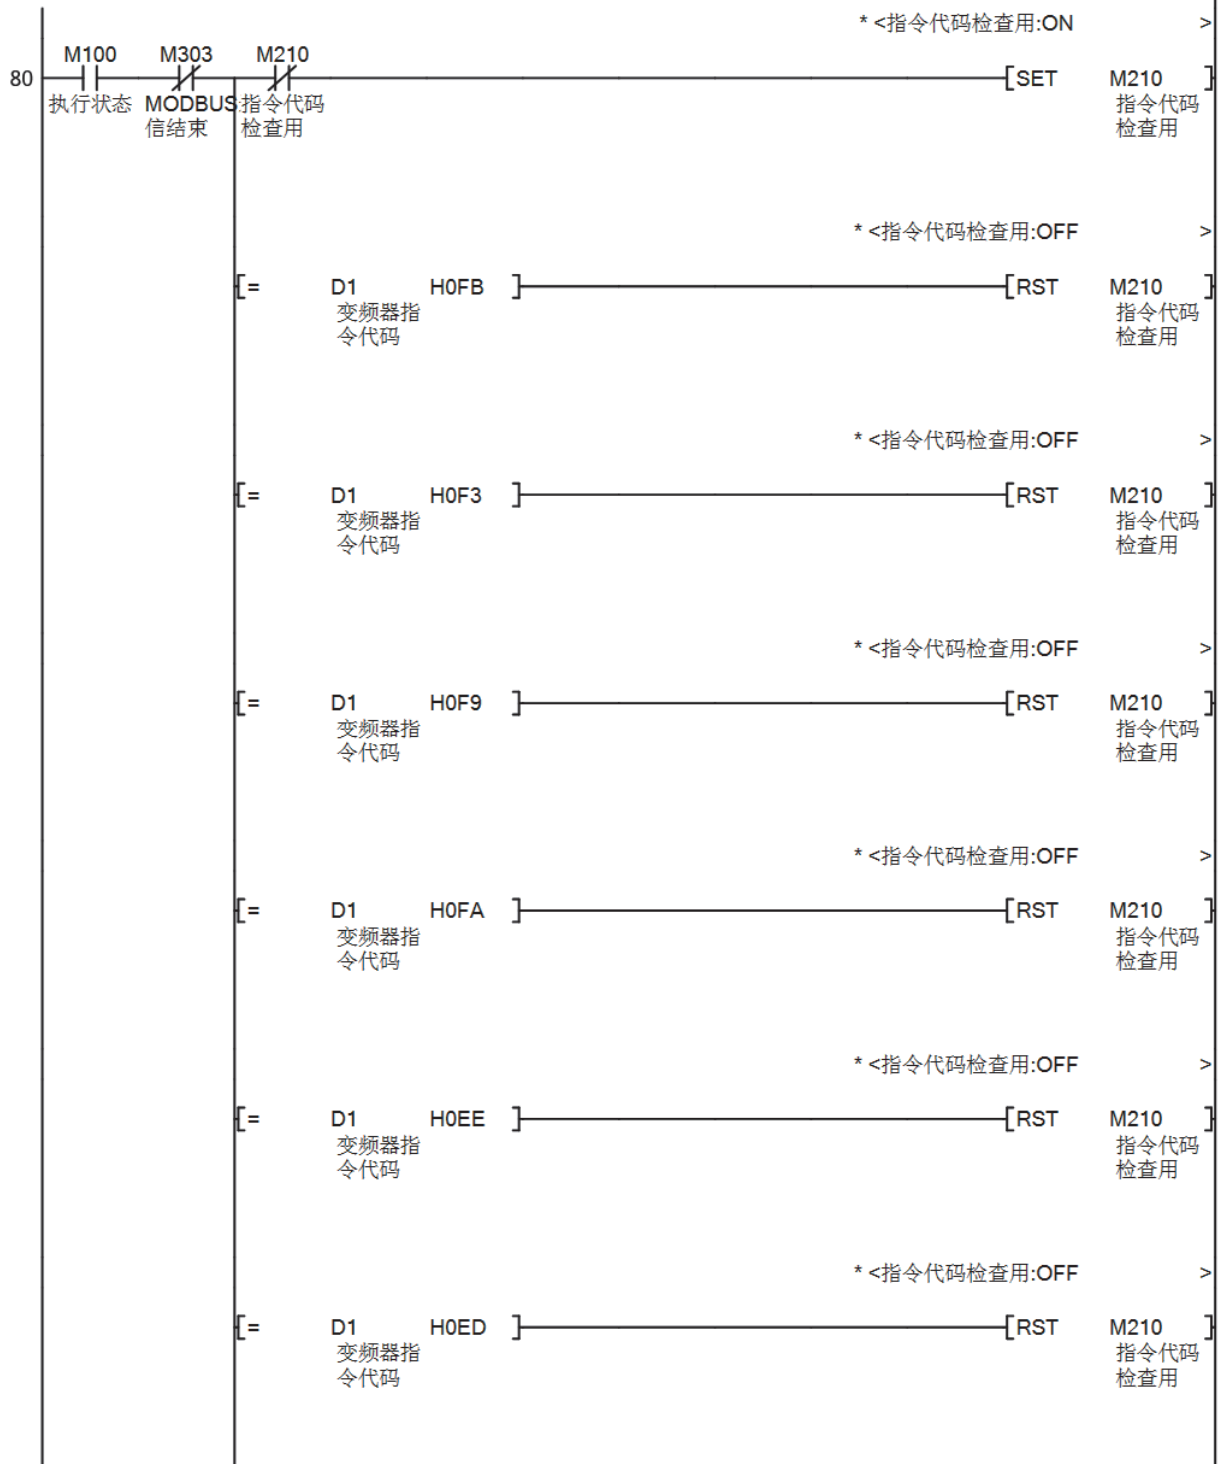 * <指令代码检查用:ON >
M100 M303 M210
80 [SET M210 ]
执行状态 MODBUS 指令代码 指令代码
信结束 检查用 检查用
* <指令代码检查用:OFF >
[= D1 H0FB ] [RST M210 ]
变频器指 指令代码
令代码 检查用
* <指令代码检查用:OFF >
[= D1 H0F3 ] [RST M210 ]
变频器指 指令代码
令代码 检查用
* <指令代码检查用:OFF >
[= D1 H0F9 ] [RST M210 ]
变频器指 指令代码
令代码 检查用
* <指令代码检查用:OFF >
[= D1 H0FA ] [RST M210 ]
变频器指 指令代码
令代码 检查用
* <指令代码检查用:OFF >
[= D1 H0EE ] [RST M210 ]
变频器指 指令代码
令代码 检查用
* <指令代码检查用:OFF >
[= D1 H0ED ] [RST M210 ]
变频器指 指令代码
令代码 检查用